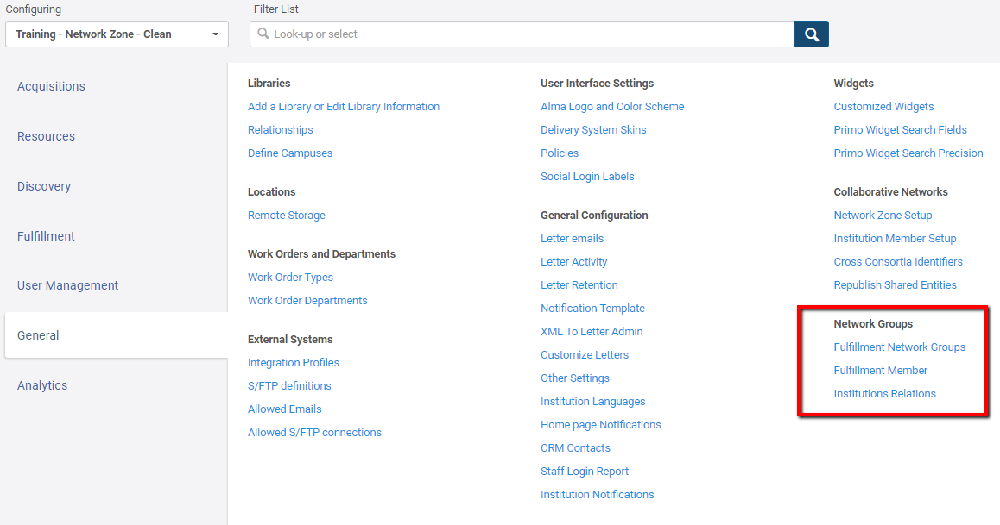 Configuring
Filter List
Training - Network Zone - Clean
Look-up or select
Acquisitions
Resources
Discovery
Fulfillment
User Management
General
Analytics
Libraries
Add a Library or Edit Library Information
Relationships
Define Campuses
Locations
Remote Storage
Work Orders and Departments
Work Order Types
Work Order Departments
External Systems
Integration Profiles
S/FTP definitions
Allowed Emails
Allowed S/FTP connections
User Interface Settings
Alma Logo and Color Scheme
Delivery System Skins
Policies
Social Login Labels
General Configuration
Letter emails
Letter Activity
Letter Retention
Notification Template
XML To Letter Admin
Customize Letters
Other Settings
Institution Languages
Home page Notifications
CRM Contacts
Staff Login Report
Institution Notifications
Widgets
Customized Widgets
Primo Widget Search Fields
Primo Widget Search Precision
Collaborative Networks
Network Zone Setup
Institution Member Setup
Cross Consortia Identifiers
Republish Shared Entities
Network Groups
Fulfillment Network Groups
Fulfillment Member
Institutions Relations